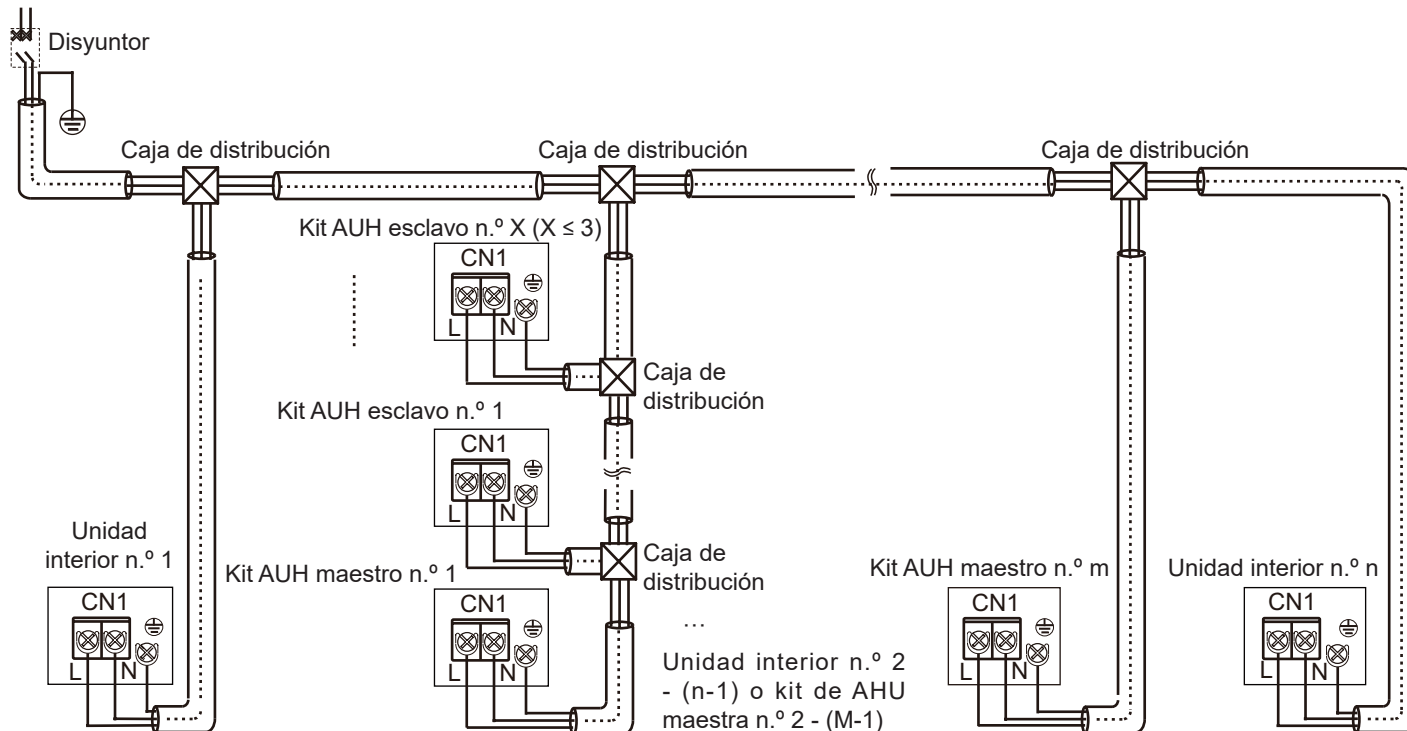 Disyuntor
Caja de distribución
Caja de distribución
Caja de distribución
Kit AUH esclavo n.º X (X ≤ 3)
CN1
L
N
Caja de
distribución
Kit AUH esclavo n.º 1
CN1
L
N
Caja de
distribución
Unidad
interior n.º 1
CN1
L
N
Kit AUH maestro n.º 1
CN1
L
N
...
Unidad interior n.º 2
- (n-1) o kit de AHU
maestra n.º 2 - (M-1)
Kit AUH maestro n.º m
CN1
L
N
Unidad interior n.º n
CN1
L
N